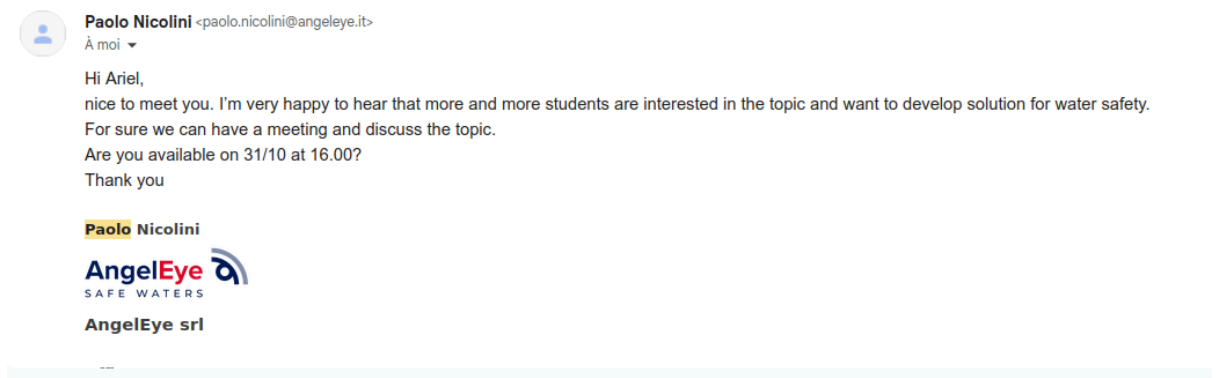 Paolo Nicolini <paolo.nicolini@angeleye.it>
À moi
Hi Ariel,
nice to meet you. I'm very happy to hear that more and more students are interested in the topic and want to develop solution for water safety.
For sure we can have a meeting and discuss the topic.
Are you available on 31/10 at 16.00?
Thank you
Paolo Nicolini
AngelEye
SAFE WATERS
AngelEye srl